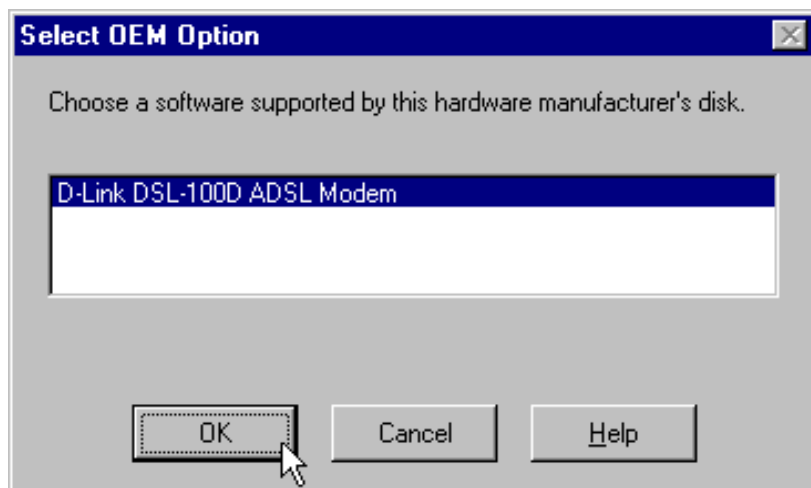 Select OEM Option
Choose a software supported by this hardware manufacturer's disk.
D-Link DSL-100D ADSL Modem
OK
Cancel
Help